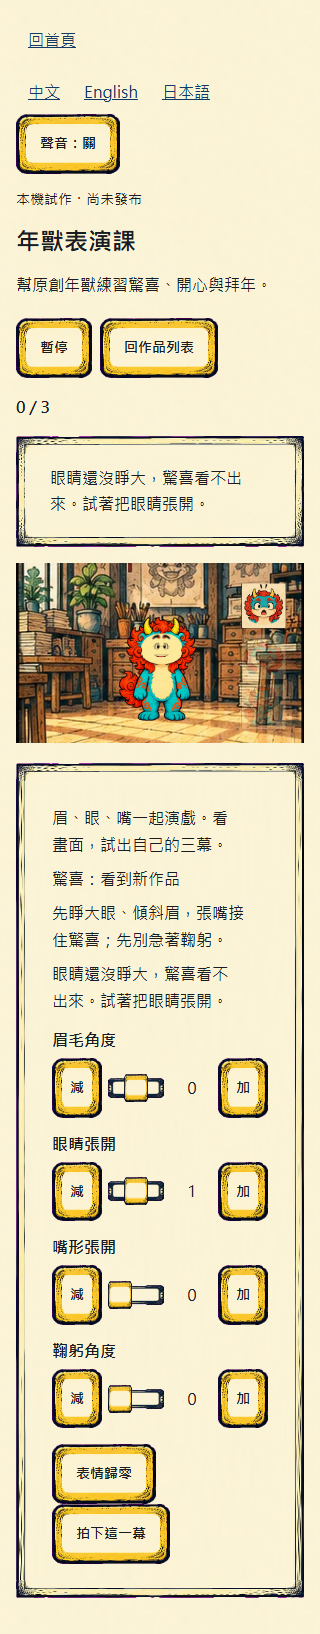 回首頁
中文 English 日本語
聲音：關
本機試作・尚未發布
年獸表演課
幫原創年獸練習驚喜、開心與拜年。
暫停 回作品列表
0 / 3
眼睛還沒睜大，驚喜看不出
來。試著把眼睛張開。
眉、眼、嘴一起演戲。看
畫面，試出自己的三幕。
驚喜：看到新作品
先睜大眼、傾斜眉，張嘴接
住驚喜；先別急著鞠躬。
眼睛還沒睜大，驚喜看不
出來。試著把眼睛張開。
眉毛角度
減 0 加
眼睛張開
減 1 加
嘴形張開
減 0 加
鞠躬角度
減 0 加
表情歸零
拍下這一幕